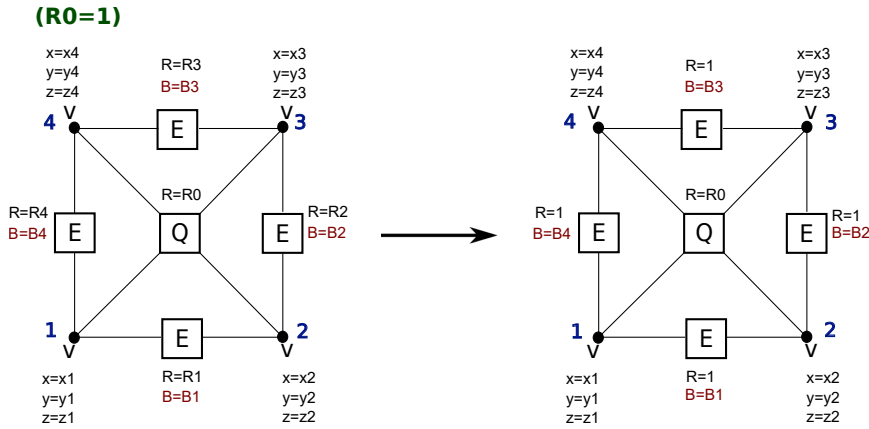 (R0=1)
x=x4
y=y4
z=z4
V
4
R=R3
B=B3
E
x=x3
y=y3
z=z3
V
3
R=R4
B=B4
E
R=R0
Q
E
R=R2
B=B2
1
V
x=x1
y=y1
z=z1
E
R=R1
B=B1
2
V
x=x2
y=y2
z=z2
x=x4
y=y4
z=z4
V
4
R=1
B=B3
E
x=x3
y=y3
z=z3
V
3
R=1
B=B4
E
R=R0
Q
E
R=1
B=B2
1
V
x=x1
y=y1
z=z1
E
R=1
B=B1
2
V
x=x2
y=y2
z=z2